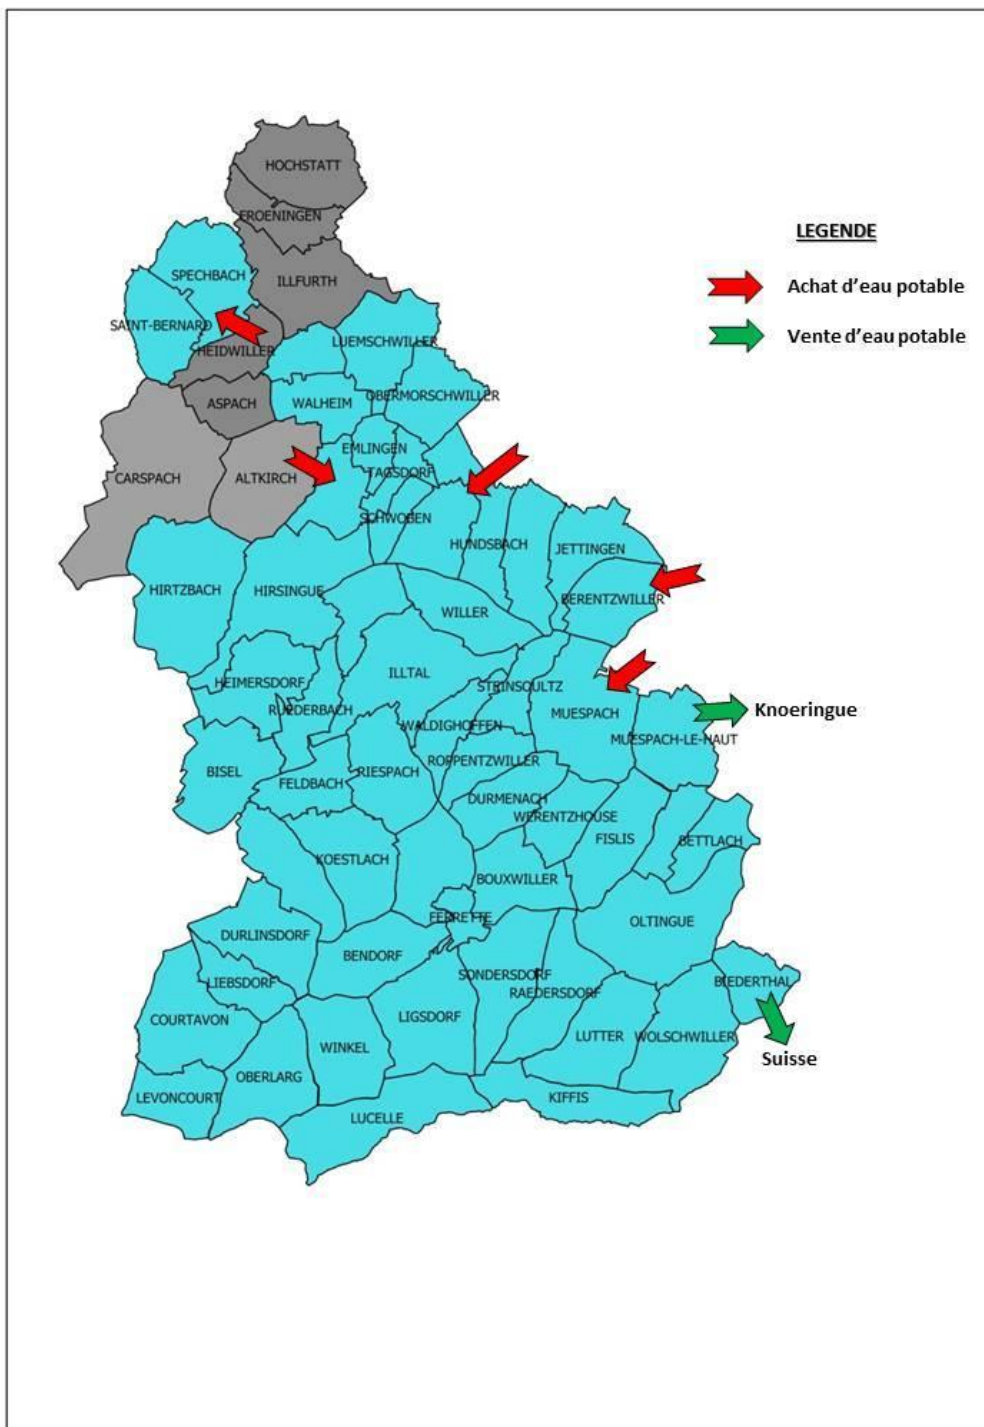 HOCHSTATT
FROENINGEN
LEGENDE
SPECHBACH
ILLFURTH
Achat d'eau potable
SAINT-BERNARD
Vente d'eau potable
LUEMSCHWILLER
HEIDWILLER
OBERMORSCHWILLER
ASPACH
WALHEIM
EMLINGEN
TAGSDORF
CARSPACH
ALTKIRCH
SCHWOBEN
HUNDSBACH
JETTINGEN
HIRTZBACH
HIRSINGUE
BERENTZWILLER
WILLER
ILLTAL
HEIMERSDORF
STRINSOULTZ
RUEDERBACH
MUESPACH
Knoeringue
WALDIGHOFFEN
MUESPACH-LE-HAUT
ROPPENTZWILLER
BISEL
RIESPACH
FELDBACH
DURMENACH
WERENTZHOUSE
FISLIS
BETTLACH
KOESTLACH
BOUXWILLER
FERRETTE
OLTINGUE
DURLINSDORF
BENDORF
SONDERSDORF
LIEBSDORF
BIEDERTHAL
RAEDERSDORF
COURTAVON
LIGSDORF
LUTTER
WOLSCHWILLER
WINKEL
Suisse
OBERLARG
LEVONCOURT
KIFFIS
LUCELLE